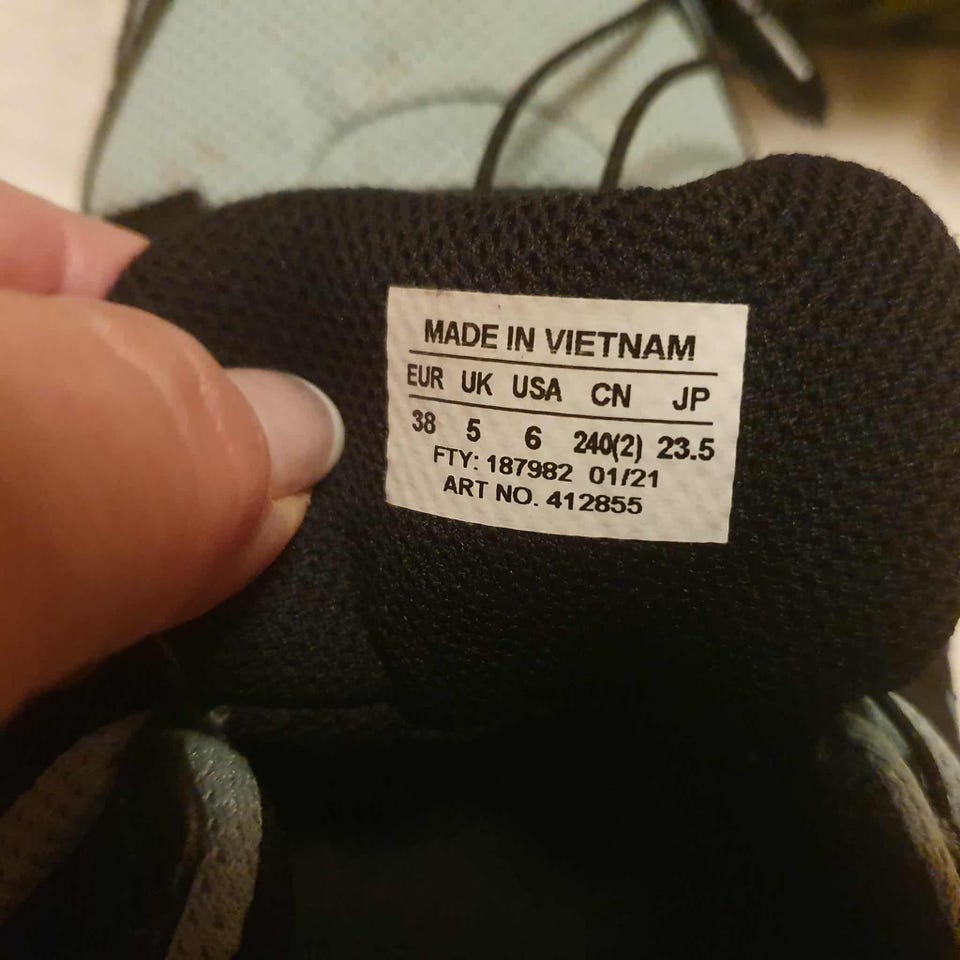 MADE IN VIETNAM
EUR UK USA CN JP
38 5 6 240(2) 23.5
FTY: 187982 01/21
ART NO. 412855